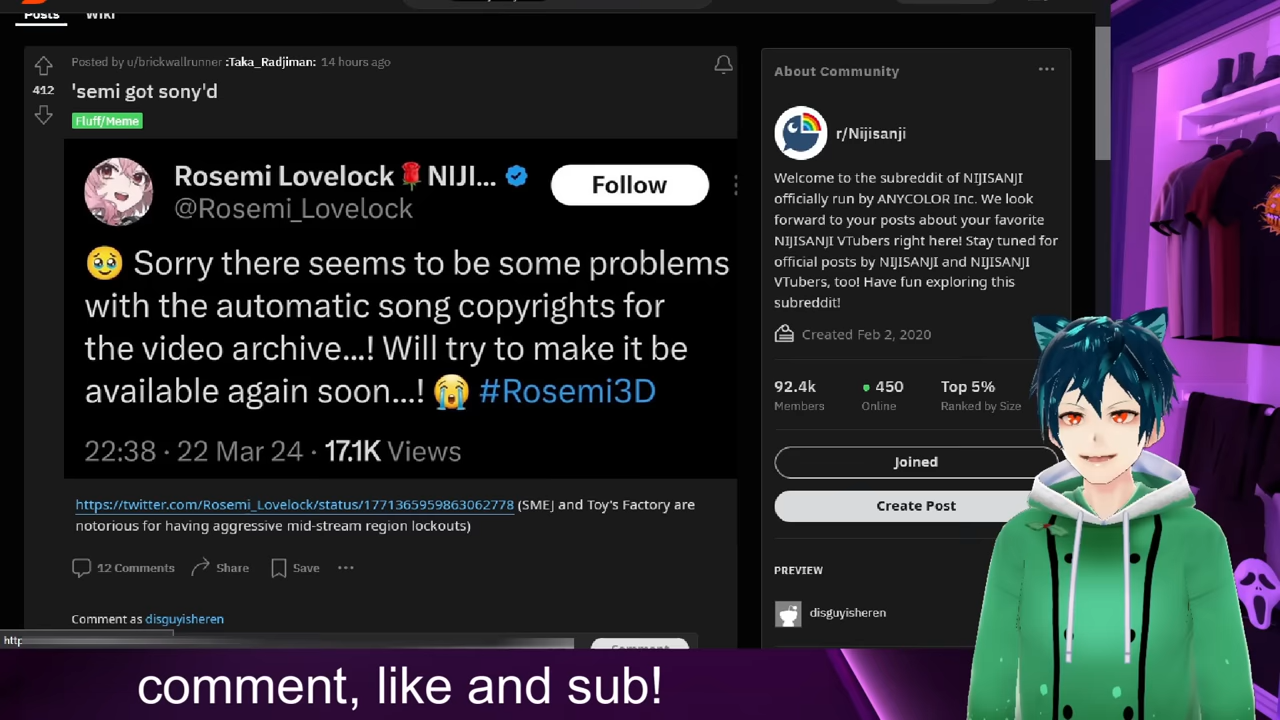 Posts Wiki
Posted by u/brickwallrunner :Taka_Radjiman: 14 hours ago
412
'semi got sony'd
Fluff/Meme
Rosemi Lovelock🌹NIJI...
Follow
@Rosemi_Lovelock
🥹 Sorry there seems to be some problems
with the automatic song copyrights for
the video archive...! Will try to make it be
available again soon...! 😭 #Rosemi3D
22:38 · 22 Mar 24 · 17.1K Views
https://twitter.com/Rosemi_Lovelock/status/1771365959863062778 (SMEJ and Toy's Factory are
notorious for having aggressive mid-stream region lockouts)
12 Comments Share Save
Comment as disguyisheren
http
Comment
About Community
r/Nijisanji
Welcome to the subreddit of NIJISANJI
officially run by ANYCOLOR Inc. We look
forward to your posts about your favorite
NIJISANJI VTubers right here! Stay tuned for
official posts by NIJISANJI and NIJISANJI
VTubers, too! Have fun exploring this
subreddit!
Created Feb 2, 2020
92.4k 450 Top 5%
Members Online Ranked by Size
Joined
Create Post
PREVIEW
disguyisheren
comment, like and sub!